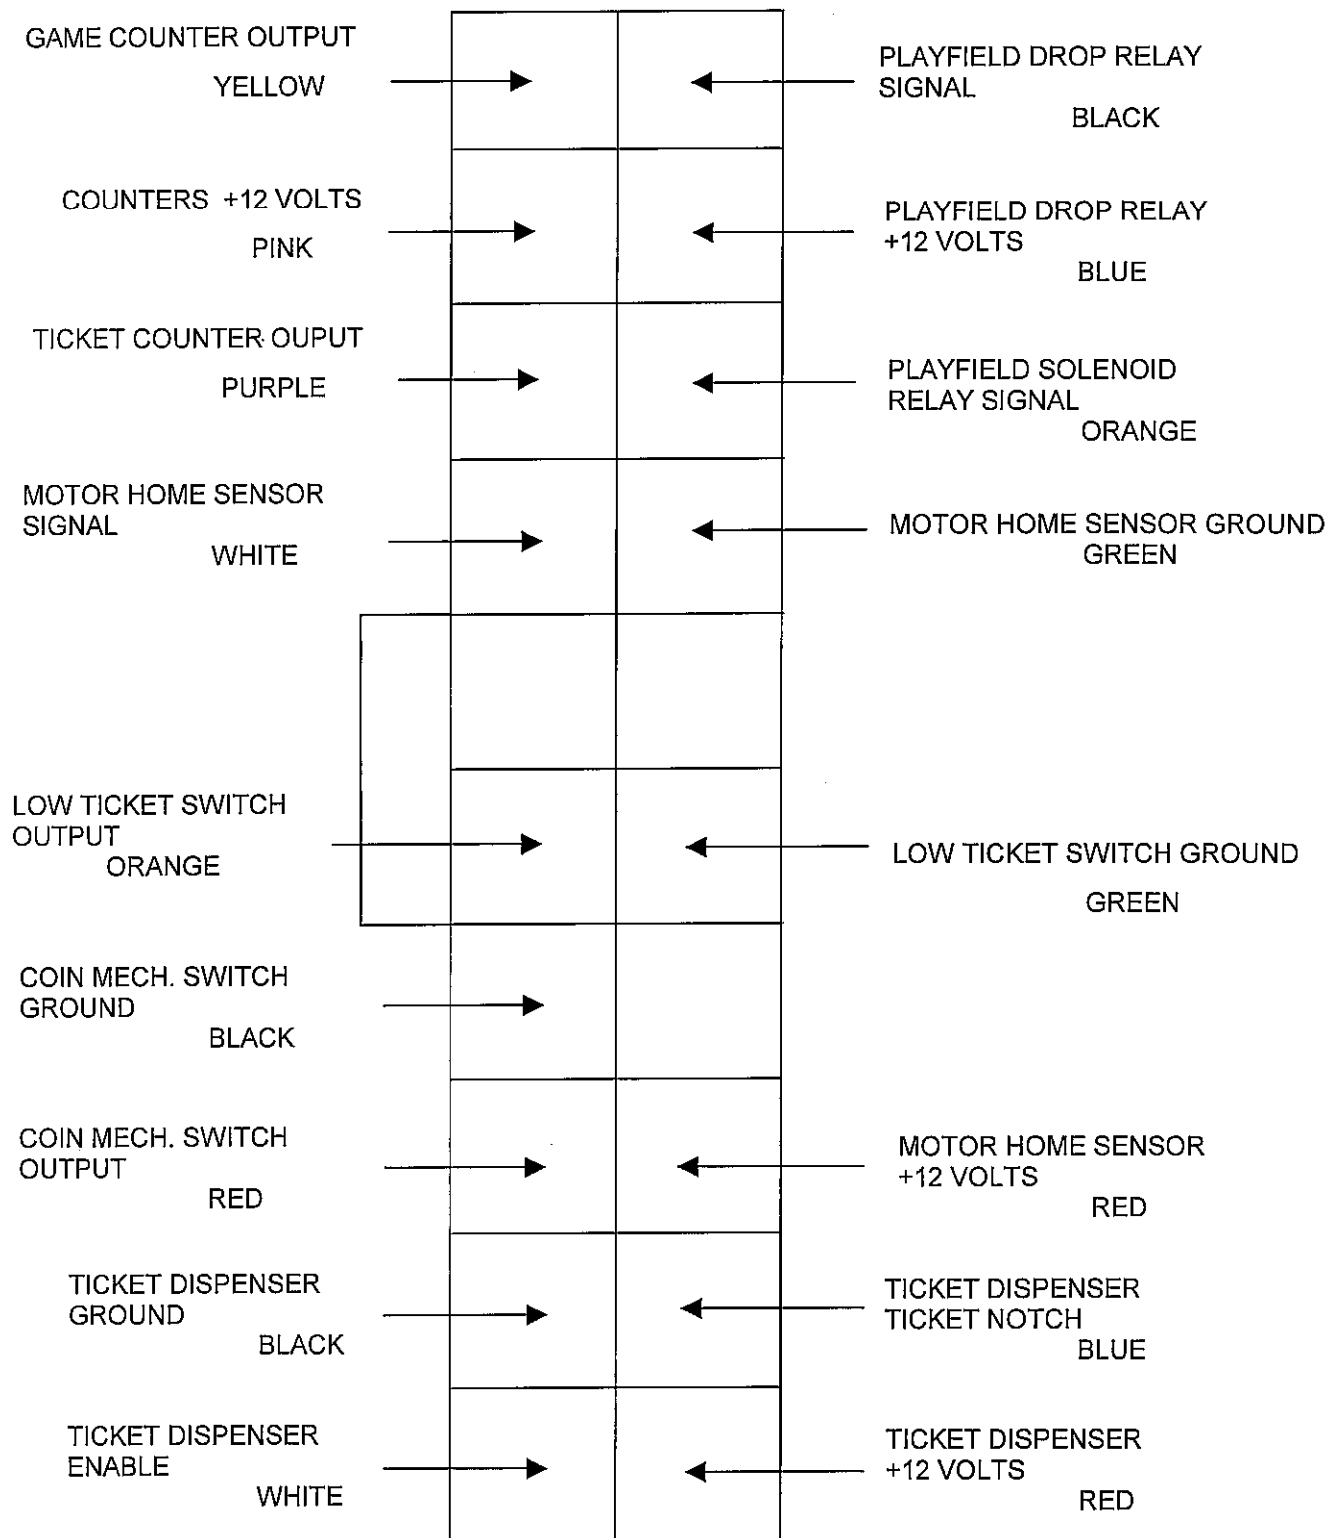 GAME COUNTER OUTPUT
YELLOW
PLAYFIELD DROP RELAY
SIGNAL
BLACK
COUNTERS +12 VOLTS
PINK
PLAYFIELD DROP RELAY
+12 VOLTS
BLUE
TICKET COUNTER OUPUT
PURPLE
PLAYFIELD SOLENOID
RELAY SIGNAL
ORANGE
MOTOR HOME SENSOR
SIGNAL
WHITE
MOTOR HOME SENSOR GROUND
GREEN
LOW TICKET SWITCH
OUTPUT
ORANGE
LOW TICKET SWITCH GROUND
GREEN
COIN MECH. SWITCH
GROUND
BLACK
COIN MECH. SWITCH
OUTPUT
RED
MOTOR HOME SENSOR
+12 VOLTS
RED
TICKET DISPENSER
GROUND
BLACK
TICKET DISPENSER
TICKET NOTCH
BLUE
TICKET DISPENSER
ENABLE
WHITE
TICKET DISPENSER
+12 VOLTS
RED